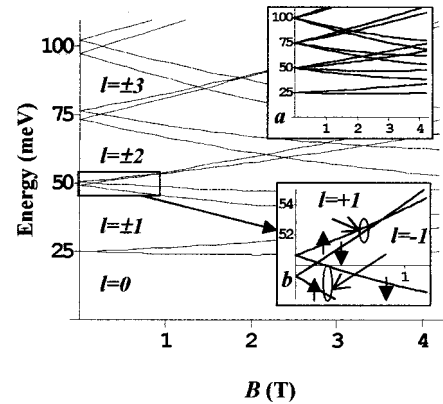 Energy (meV)
100
75
50
25
l=±3
l=±2
l=±1
l=0
1 2 3 4
B (T)
100
75
50
25
a
1 2 3 4
54
52
l=+1
l=-1
b
1